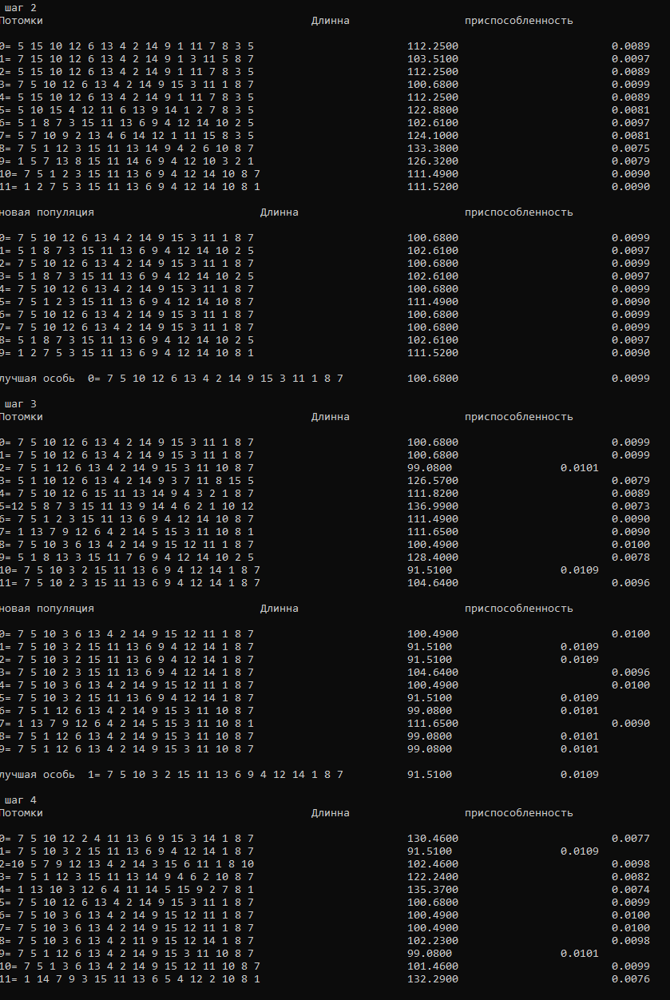 шаг 2
Потомки Длинна приспособленность
0= 5 15 10 12 6 13 4 2 14 9 1 11 7 8 3 5 112.2500 0.0089
1= 7 15 10 12 6 13 4 2 14 9 1 3 11 5 8 7 103.5100 0.0097
2= 5 15 10 12 6 13 4 2 14 9 1 11 7 8 3 5 112.2500 0.0089
3= 7 5 10 12 6 13 4 2 14 9 15 3 11 1 8 7 100.6800 0.0099
4= 5 15 10 12 6 13 4 2 14 9 1 11 7 8 3 5 112.2500 0.0089
5= 5 10 15 4 12 11 6 13 9 14 1 2 7 8 3 5 122.8800 0.0081
6= 5 1 8 7 3 15 11 13 6 9 4 12 14 10 2 5 102.6100 0.0097
7= 5 7 10 9 2 13 4 6 14 12 1 11 15 8 3 5 124.1000 0.0081
8= 7 5 1 12 3 15 11 13 14 9 4 2 6 10 8 7 133.3800 0.0075
9= 1 5 7 13 8 15 11 14 6 9 4 12 10 3 2 1 126.3200 0.0079
10= 7 5 1 2 3 15 11 13 6 9 4 12 14 10 8 7 111.4900 0.0090
11= 1 2 7 5 3 15 11 13 6 9 4 12 14 10 8 1 111.5200 0.0090
новая популяция Длинна приспособленность
0= 7 5 10 12 6 13 4 2 14 9 15 3 11 1 8 7 100.6800 0.0099
1= 5 1 8 7 3 15 11 13 6 9 4 12 14 10 2 5 102.6100 0.0097
2= 7 5 10 12 6 13 4 2 14 9 15 3 11 1 8 7 100.6800 0.0099
3= 5 1 8 7 3 15 11 13 6 9 4 12 14 10 2 5 102.6100 0.0097
4= 7 5 10 12 6 13 4 2 14 9 15 3 11 1 8 7 100.6800 0.0099
5= 7 5 1 2 3 15 11 13 6 9 4 12 14 10 8 7 111.4900 0.0090
6= 7 5 10 12 6 13 4 2 14 9 15 3 11 1 8 7 100.6800 0.0099
7= 7 5 10 12 6 13 4 2 14 9 15 3 11 1 8 7 100.6800 0.0099
8= 5 1 8 7 3 15 11 13 6 9 4 12 14 10 2 5 102.6100 0.0097
9= 1 2 7 5 3 15 11 13 6 9 4 12 14 10 8 1 111.5200 0.0090
лучшая особь 0= 7 5 10 12 6 13 4 2 14 9 15 3 11 1 8 7 100.6800 0.0099
шаг 3
Потомки Длинна приспособленность
0= 7 5 10 12 6 13 4 2 14 9 15 3 11 1 8 7 100.6800 0.0099
1= 7 5 10 12 6 13 4 2 14 9 15 3 11 1 8 7 100.6800 0.0099
2= 7 5 1 12 6 13 4 2 14 9 15 3 11 10 8 7 99.0800 0.0101
3= 5 1 10 12 6 13 4 2 14 9 3 7 11 8 15 5 126.5700 0.0079
4= 7 5 10 12 6 15 11 13 14 9 4 3 2 1 8 7 111.8200 0.0089
5=12 5 8 7 3 15 11 13 9 14 4 6 2 1 10 12 136.9900 0.0073
6= 7 5 1 2 3 15 11 13 6 9 4 12 14 10 8 7 111.4900 0.0090
7= 1 13 7 9 12 6 4 2 14 5 15 3 11 10 8 1 111.6500 0.0090
8= 7 5 10 3 6 13 4 2 14 9 15 12 11 1 8 7 100.4900 0.0100
9= 5 1 8 13 3 15 11 7 6 9 4 12 14 10 2 5 128.4000 0.0078
10= 7 5 10 3 2 15 11 13 6 9 4 12 14 1 8 7 91.5100 0.0109
11= 7 5 10 2 3 15 11 13 6 9 4 12 14 1 8 7 104.6400 0.0096
новая популяция Длинна приспособленность
0= 7 5 10 3 6 13 4 2 14 9 15 12 11 1 8 7 100.4900 0.0100
1= 7 5 10 3 2 15 11 13 6 9 4 12 14 1 8 7 91.5100 0.0109
2= 7 5 10 3 2 15 11 13 6 9 4 12 14 1 8 7 91.5100 0.0109
3= 7 5 10 2 3 15 11 13 6 9 4 12 14 1 8 7 104.6400 0.0096
4= 7 5 10 3 6 13 4 2 14 9 15 12 11 1 8 7 100.4900 0.0100
5= 7 5 10 3 2 15 11 13 6 9 4 12 14 1 8 7 91.5100 0.0109
6= 7 5 1 12 6 13 4 2 14 9 15 3 11 10 8 7 99.0800 0.0101
7= 1 13 7 9 12 6 4 2 14 5 15 3 11 10 8 1 111.6500 0.0090
8= 7 5 1 12 6 13 4 2 14 9 15 3 11 10 8 7 99.0800 0.0101
9= 7 5 1 12 6 13 4 2 14 9 15 3 11 10 8 7 99.0800 0.0101
лучшая особь 1= 7 5 10 3 2 15 11 13 6 9 4 12 14 1 8 7 91.5100 0.0109
шаг 4
Потомки Длинна приспособленность
0= 7 5 10 12 2 4 11 13 6 9 15 3 14 1 8 7 130.4600 0.0077
1= 7 5 10 3 2 15 11 13 6 9 4 12 14 1 8 7 91.5100 0.0109
2=10 5 7 9 12 13 4 2 14 3 15 6 11 1 8 10 102.4600 0.0098
3= 7 5 1 12 3 15 11 13 14 9 4 6 2 10 8 7 122.2400 0.0082
4= 1 13 10 3 12 6 4 11 14 5 15 9 2 7 8 1 135.3700 0.0074
5= 7 5 10 12 6 13 4 2 14 9 15 3 11 1 8 7 100.6800 0.0099
6= 7 5 10 3 6 13 4 2 14 9 15 12 11 1 8 7 100.4900 0.0100
7= 7 5 10 3 6 13 4 2 14 9 15 12 11 1 8 7 100.4900 0.0100
8= 7 5 10 3 6 13 4 2 11 9 15 12 14 1 8 7 102.2300 0.0098
9= 7 5 1 12 6 13 4 2 14 9 15 3 11 10 8 7 99.0800 0.0101
10= 7 5 1 3 6 13 4 2 14 9 15 12 11 10 8 7 101.4600 0.0099
11= 1 14 7 9 3 15 11 13 6 5 4 12 2 10 8 1 132.2900 0.0076